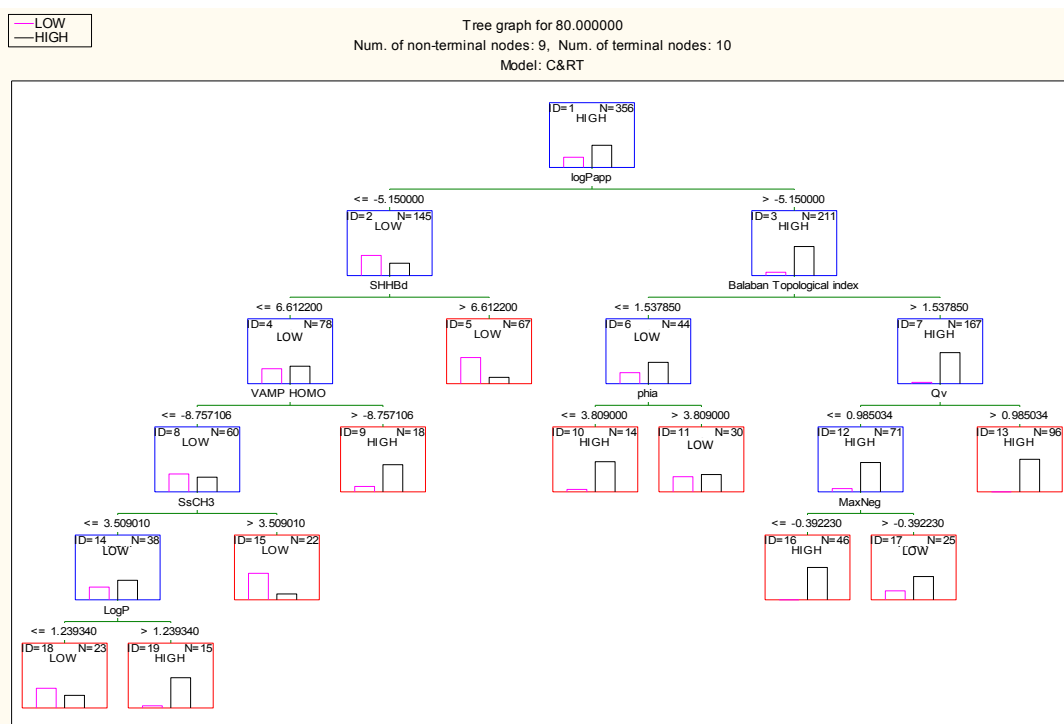 LOW
HIGH
Tree graph for 80.000000
Num. of non-terminal nodes: 9, Num. of terminal nodes: 10
Model: C&RT
ID=1 N=356
HIGH
logPapp
<= -5.150000 > -5.150000
ID=2 N=145 ID=3 N=211
LOW HIGH
SHHBd Balaban Topological index
<= 6.612200 > 6.612200 <= 1.537850 > 1.537850
ID=4 N=78 ID=5 N=67 ID=6 N=44 ID=7 N=167
LOW LOW LOW HIGH
VAMP HOMO phia Qv
<= -8.757106 > -8.757106 <= 3.809000 > 3.809000 <= 0.985034 > 0.985034
ID=8 N=60 ID=9 N=18 ID=10 N=14 ID=11 N=30 ID=12 N=71 ID=13 N=96
LOW HIGH HIGH LOW HIGH HIGH
SsCH3 MaxNeg
<= 3.509010 > 3.509010 <= -0.392230 > -0.392230
ID=14 N=38 ID=15 N=22 ID=16 N=46 ID=17 N=25
LOW LOW HIGH LOW
LogP
<= 1.239340 > 1.239340
ID=18 N=23 ID=19 N=15
LOW HIGH